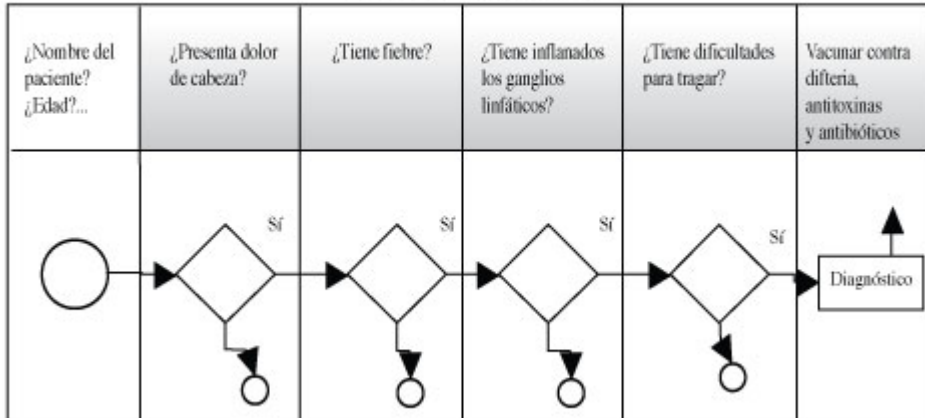 ¿Nombre del
paciente?
¿Edad?...
¿Presenta dolor
de cabeza?
¿Tiene fiebre?
¿Tiene inflanados
los ganglios
linfáticos?
¿Tiene dificultades
para tragar?
Vacunar contra
difteria,
antitoxinas
y antibióticos
Sí
Sí
Sí
Sí
Diagnóstico